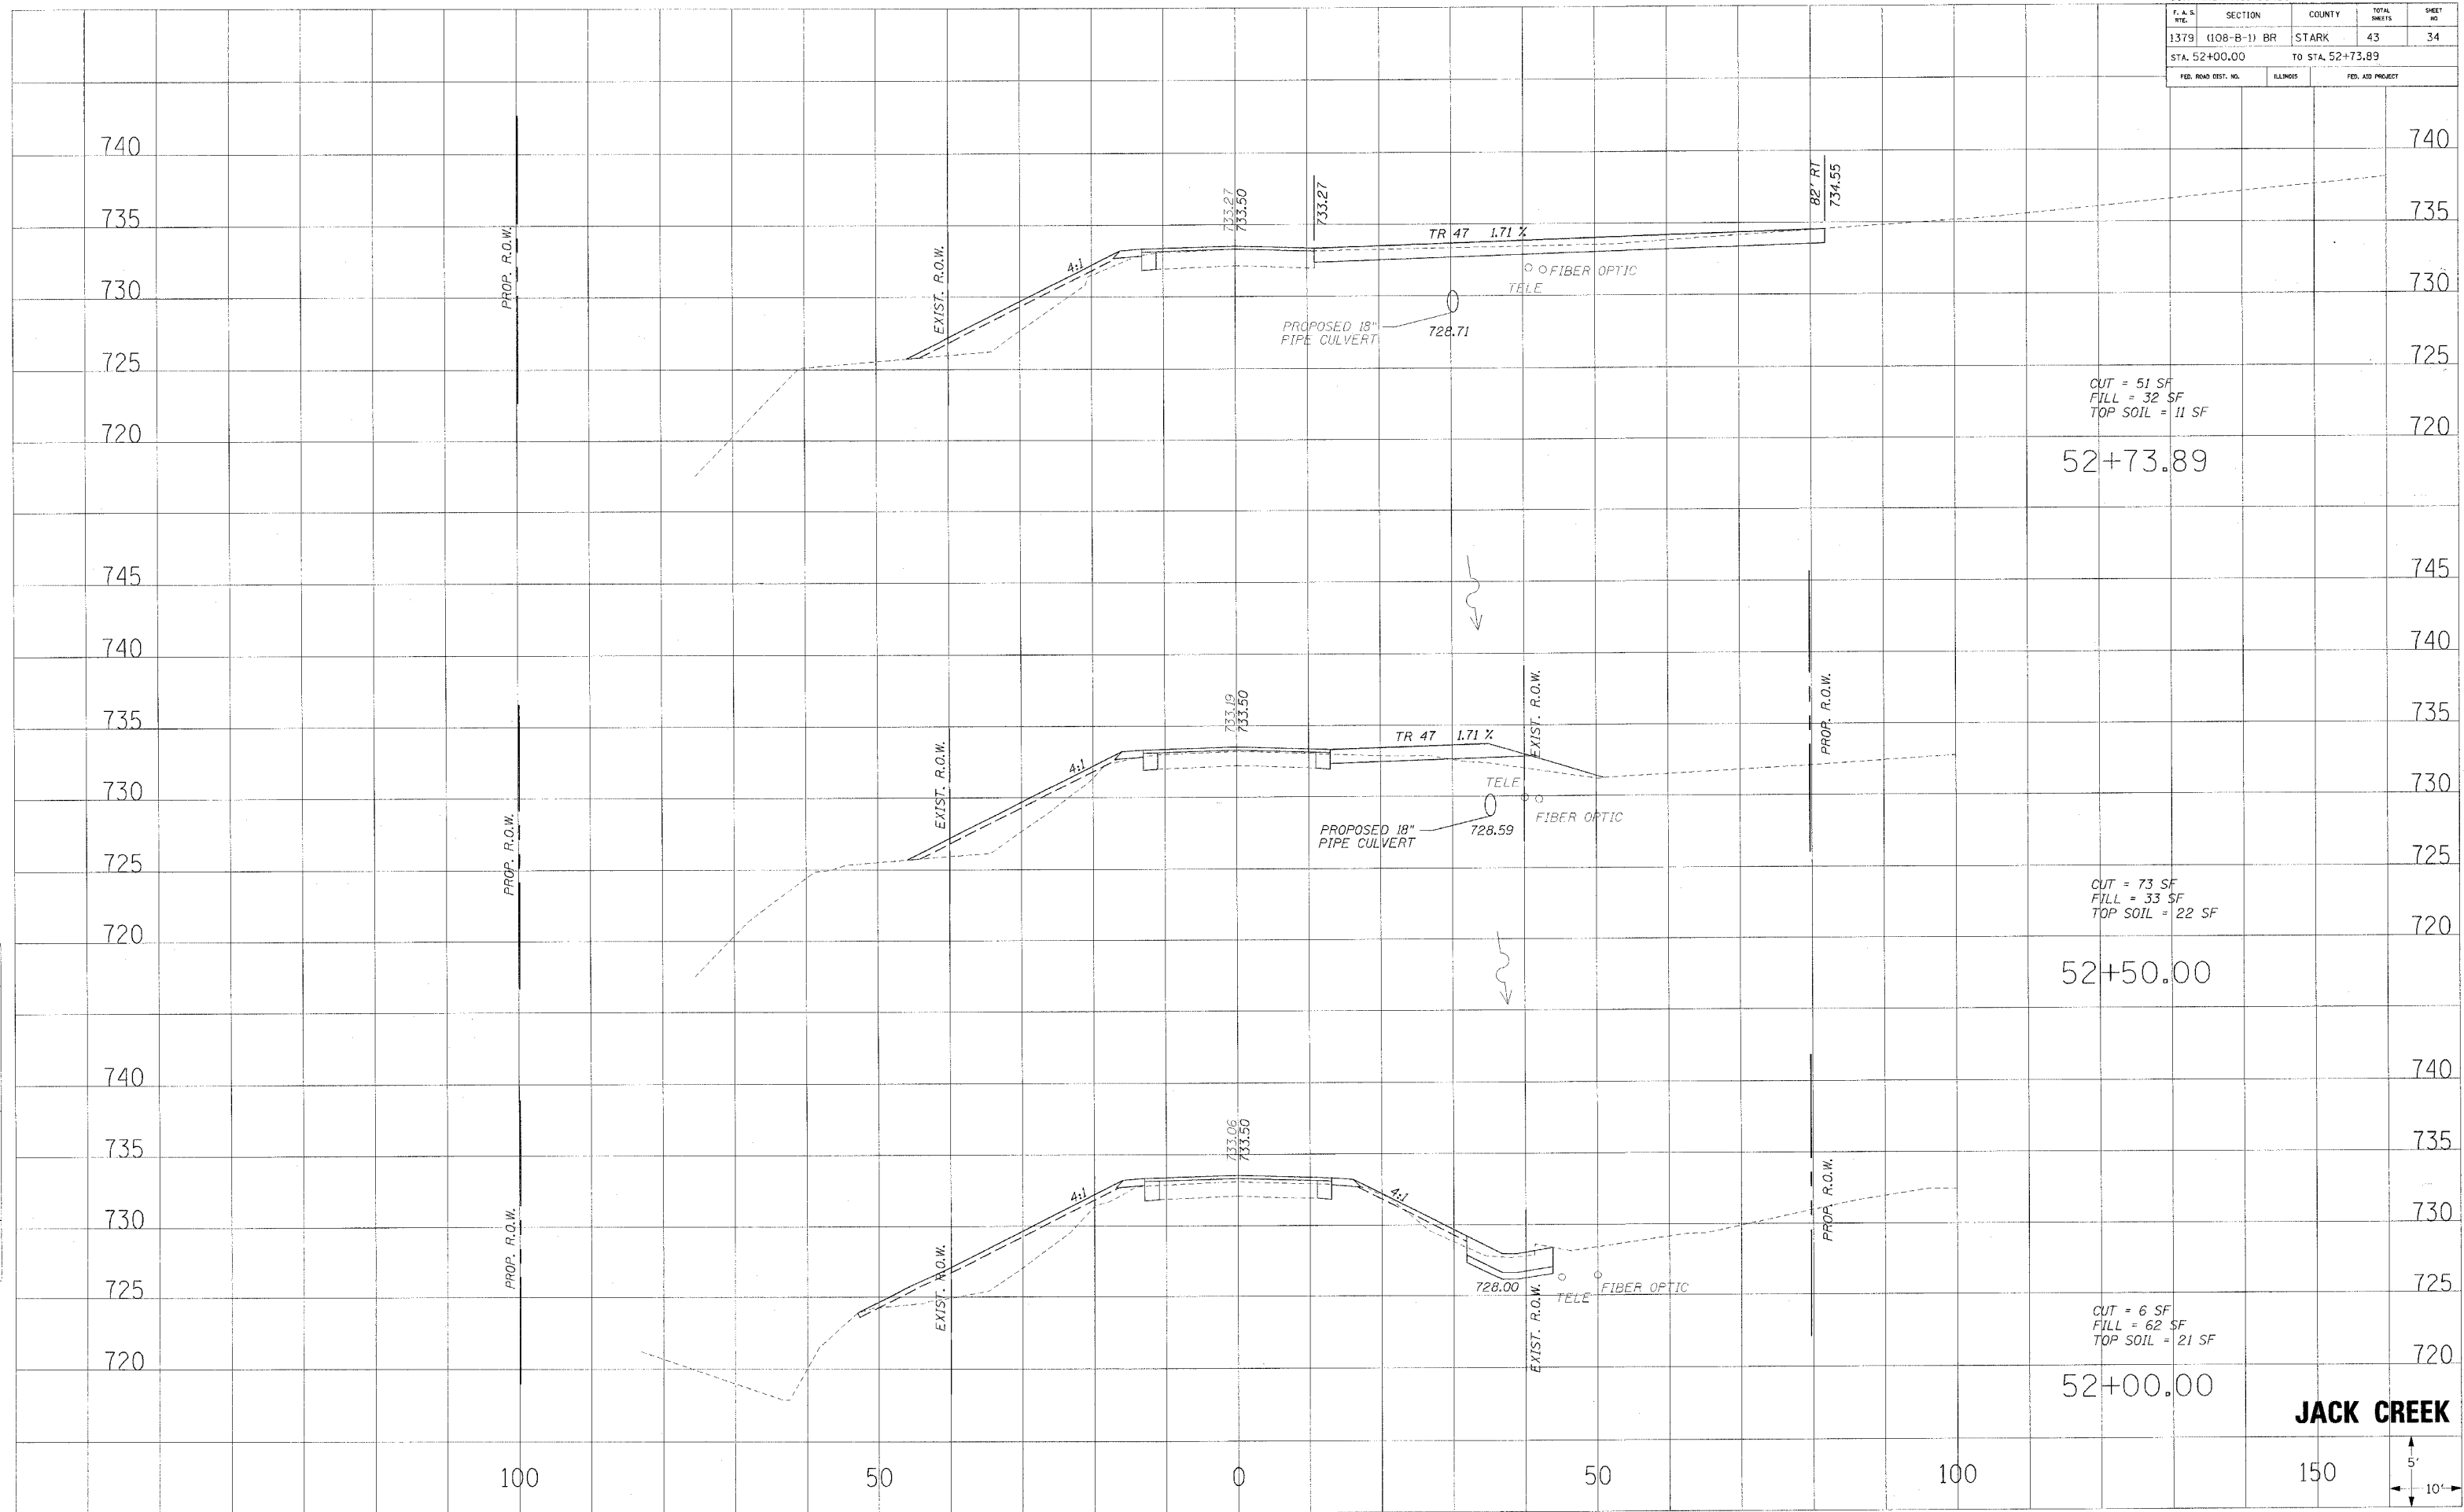 F. A. S. RTE. SECTION COUNTY TOTAL SHEETS SHEET NO
1379 (108-B-1) BR STARK 43 34
STA. 52+00.00 TO STA. 52+73.89
FED. ROAD DIST. NO. ILLINOIS FED. AID PROJECT
740 740
735 735
730 730
725 725
720 720
PROP. R.O.W.
EXIST. R.O.W.
4:1
733.27
733.50
733.27
TR 47 1.71 %
82' RT
734.55
FIBER OPTIC
TELE
PROPOSED 18"
PIPE CULVERT
728.71
CUT = 51 SF
FILL = 32 SF
TOP SOIL = 11 SF
52+73.89
745 745
740 740
735 735
730 730
725 725
720 720
PROP. R.O.W.
EXIST. R.O.W.
4:1
733.19
733.50
TR 47 1.71 %
EXIST. R.O.W.
PROP. R.O.W.
TELE
FIBER OPTIC
PROPOSED 18"
PIPE CULVERT
728.59
CUT = 73 SF
FILL = 33 SF
TOP SOIL = 22 SF
52+50.00
740 740
735 735
730 730
725 725
720 720
PROP. R.O.W.
EXIST. R.O.W.
4:1
733.06
733.50
4:1
728.00
TELE
FIBER OPTIC
EXIST. R.O.W.
PROP. R.O.W.
CUT = 6 SF
FILL = 62 SF
TOP SOIL = 21 SF
52+00.00
JACK CREEK
100 50 0 50 100 150
5'
10'